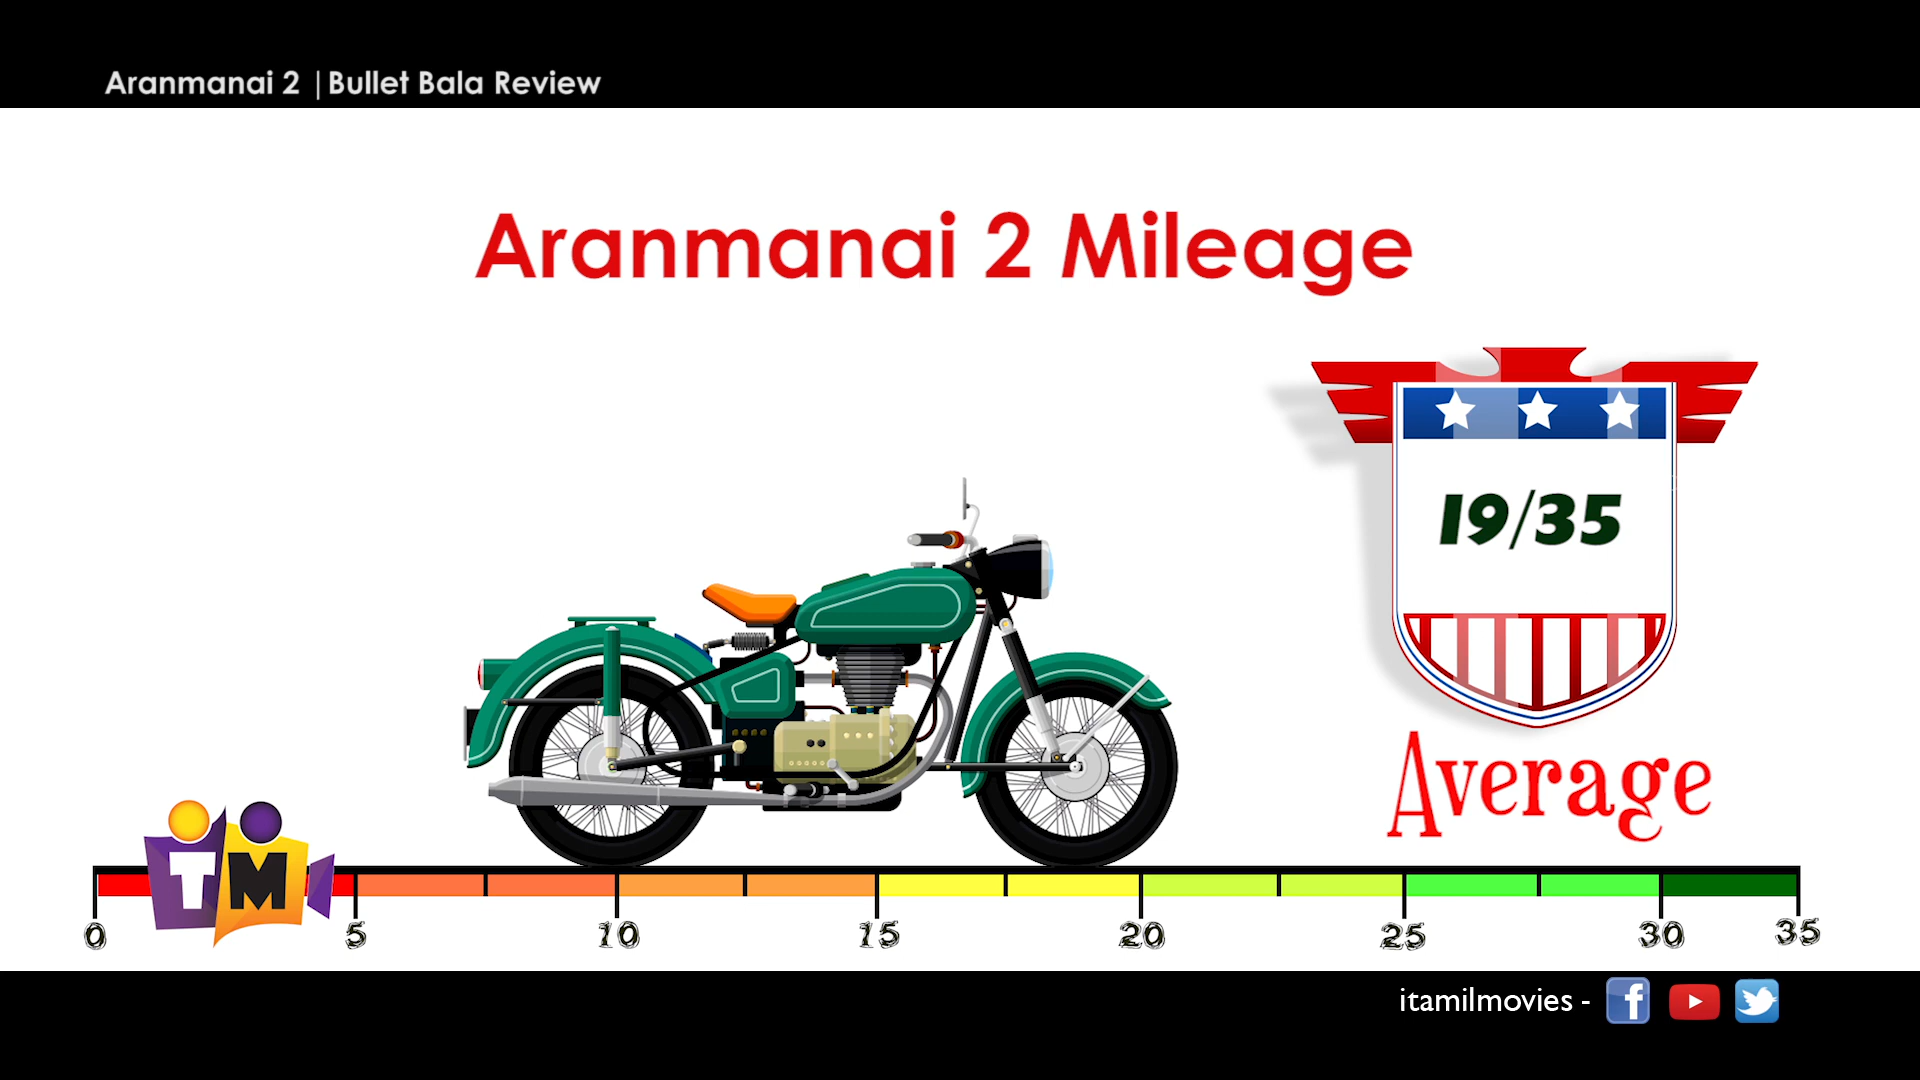 Aranmanai 2 |Bullet Bala Review
Aranmanai 2 Mileage
19/35
Average
TM
0 5 10 15 20 25 30 35
itamilmovies -